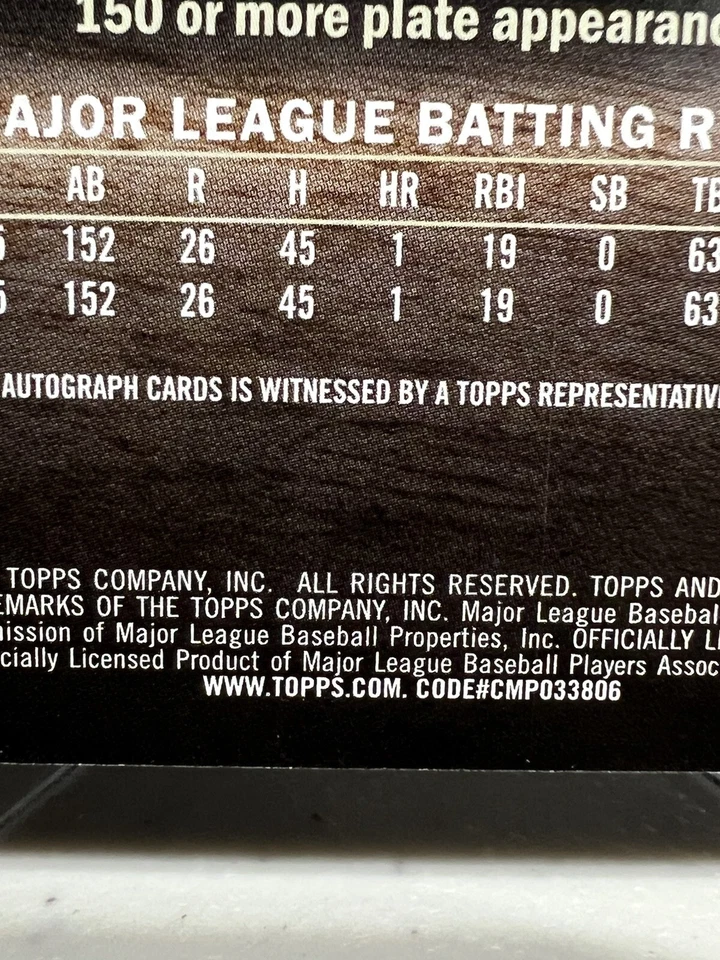 150 or more plate appearanc
AJOR LEAGUE BATTING R
AB R H HR RBI SB TB
5 152 26 45 1 19 0 63
5 152 26 45 1 19 0 63
AUTOGRAPH CARDS IS WITNESSED BY A TOPPS REPRESENTATIV
TOPPS COMPANY, INC. ALL RIGHTS RESERVED. TOPPS AND
EMARKS OF THE TOPPS COMPANY, INC. Major League Basebal
ission of Major League Baseball Properties, Inc. OFFICIALLY LI
cially Licensed Product of Major League Baseball Players Assoc
WWW.TOPPS.COM. CODE#CMP033806